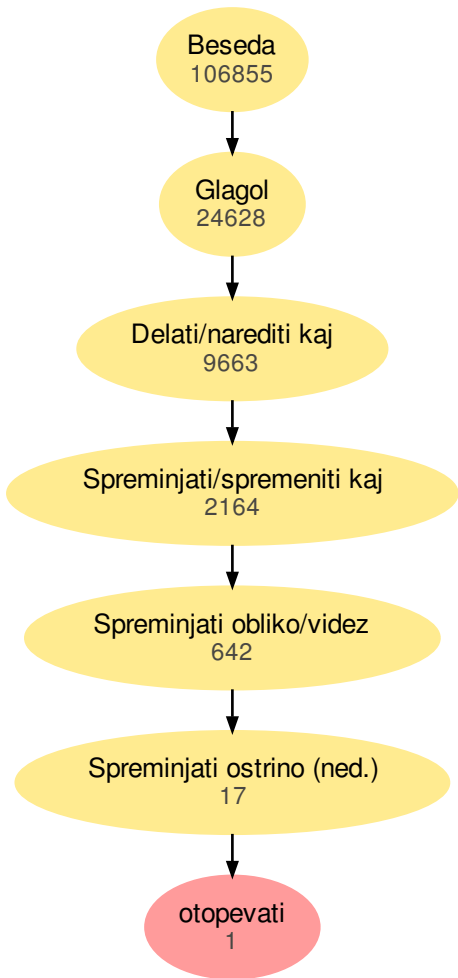 Beseda
106855
Glagol
24628
Delati/narediti kaj
9663
Spreminjati/spremeniti kaj
2164
Spreminjati obliko/videz
642
Spreminjati ostrino (ned.)
17
otopevati
1